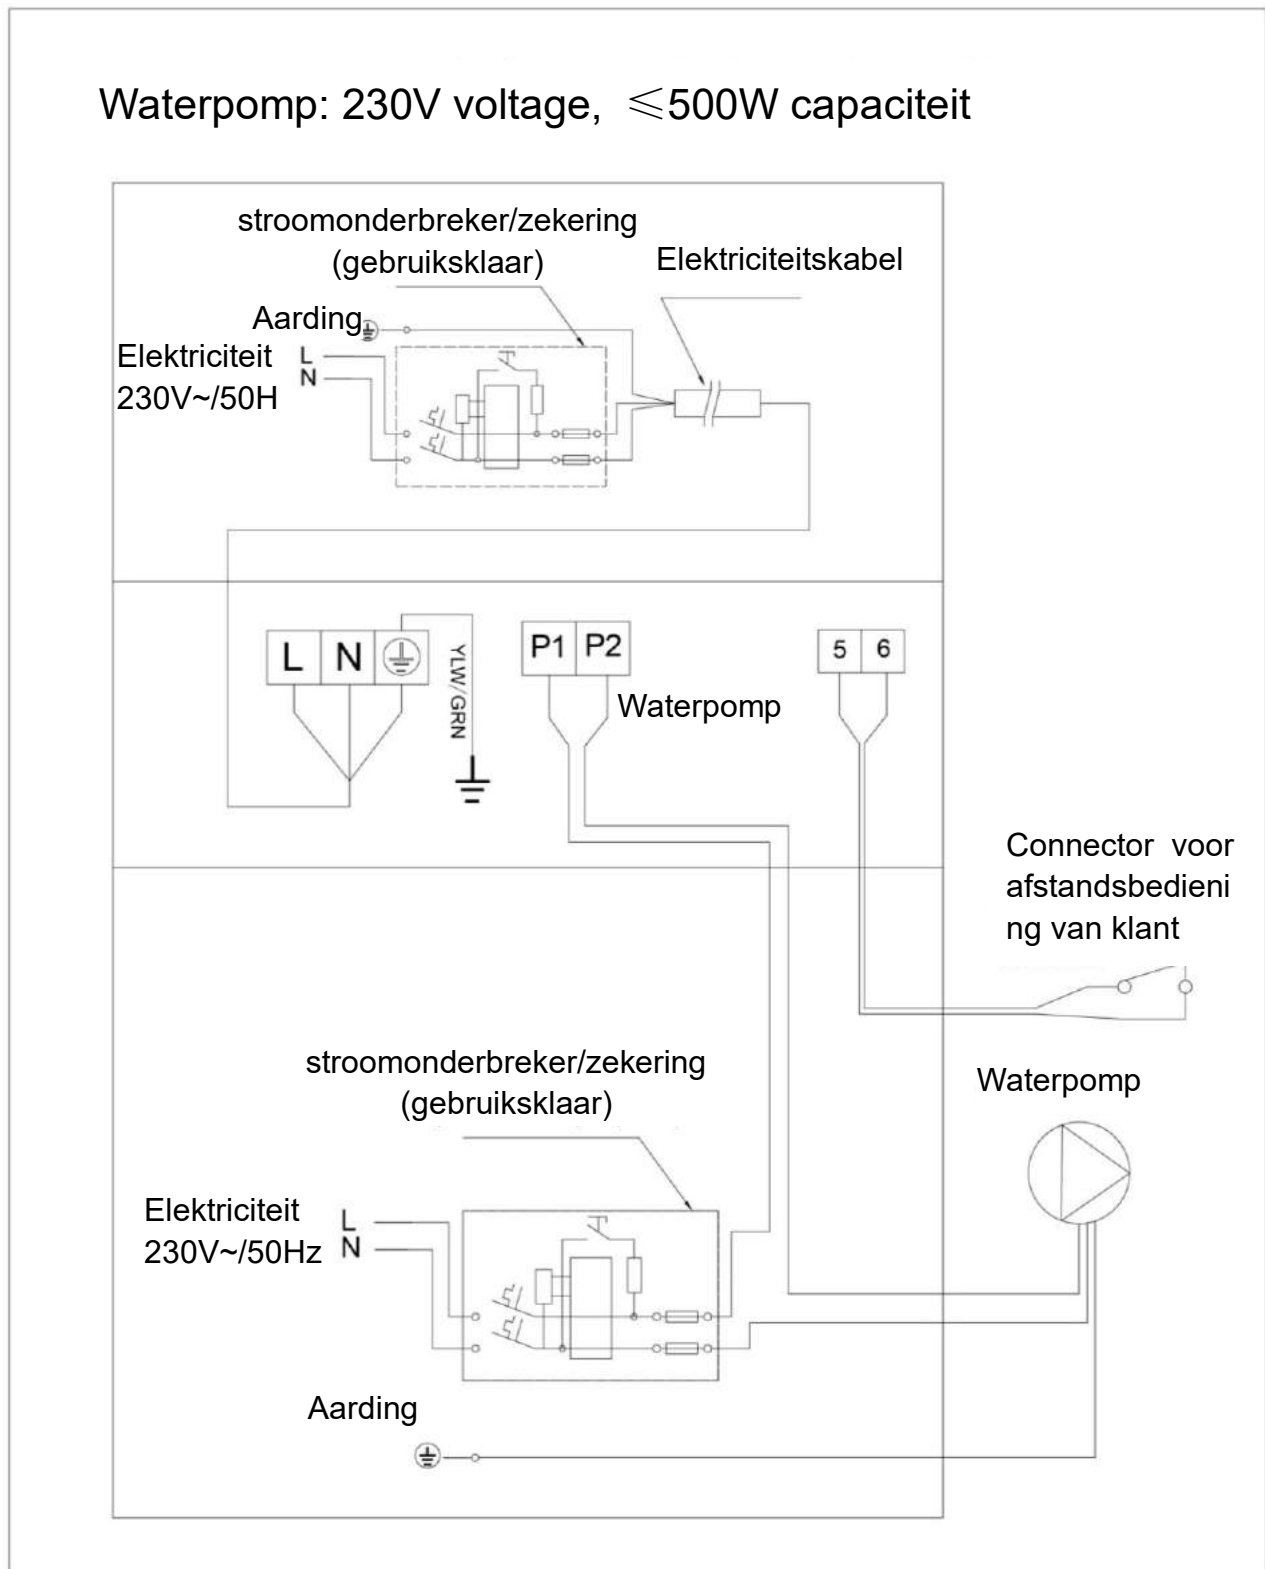 Waterpomp: 230V voltage, ≤500W capaciteit
stroomonderbreker/zekering
(gebruiksklaar)
Elektriciteitskabel
Aarding
Elektriciteit
230V~/50H
L
N
L N
YLW/GRN
P1 P2
Waterpomp
5 6
Connector voor
afstandsbedieni
ng van klant
stroomonderbreker/zekering
(gebruiksklaar)
Waterpomp
Elektriciteit
230V~/50Hz
L
N
Aarding